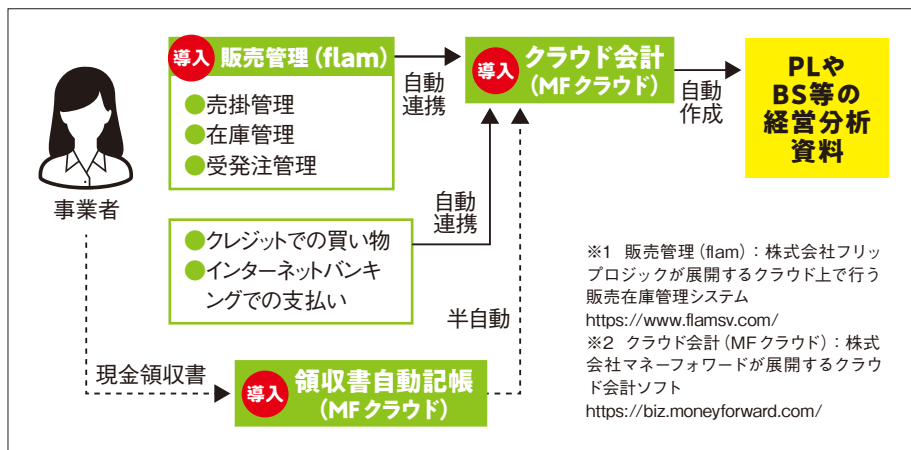 導入 販売管理(flam)
●売掛管理
●在庫管理
●受発注管理
自動
連携
導入 クラウド会計
(MFクラウド)
自動
作成
PLや
BS等の
経営分析
資料
事業者
●クレジットでの買い物
●インターネットバンキ
ングでの支払い
自動
連携
半自動
現金領収書
導入 領収書自動記帳
(MFクラウド)
※1 販売管理(flam):株式会社フリッ
プロジックが展開するクラウド上で行う
販売在庫管理システム
https://www.flamsv.com/
※2 クラウド会計(MFクラウド):株式
会社マネーフォワードが展開するクラウ
ド会計ソフト
https://biz.moneyforward.com/